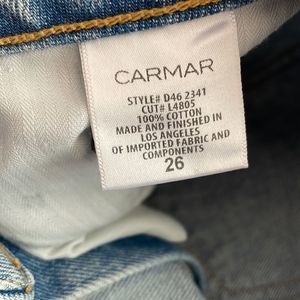 CARMAR
STYLE# D46 2341
CUT# L4805
100% COTTON
MADE AND FINISHED IN
LOS ANGELES
OF IMPORTED FABRIC AND
COMPONENTS
26